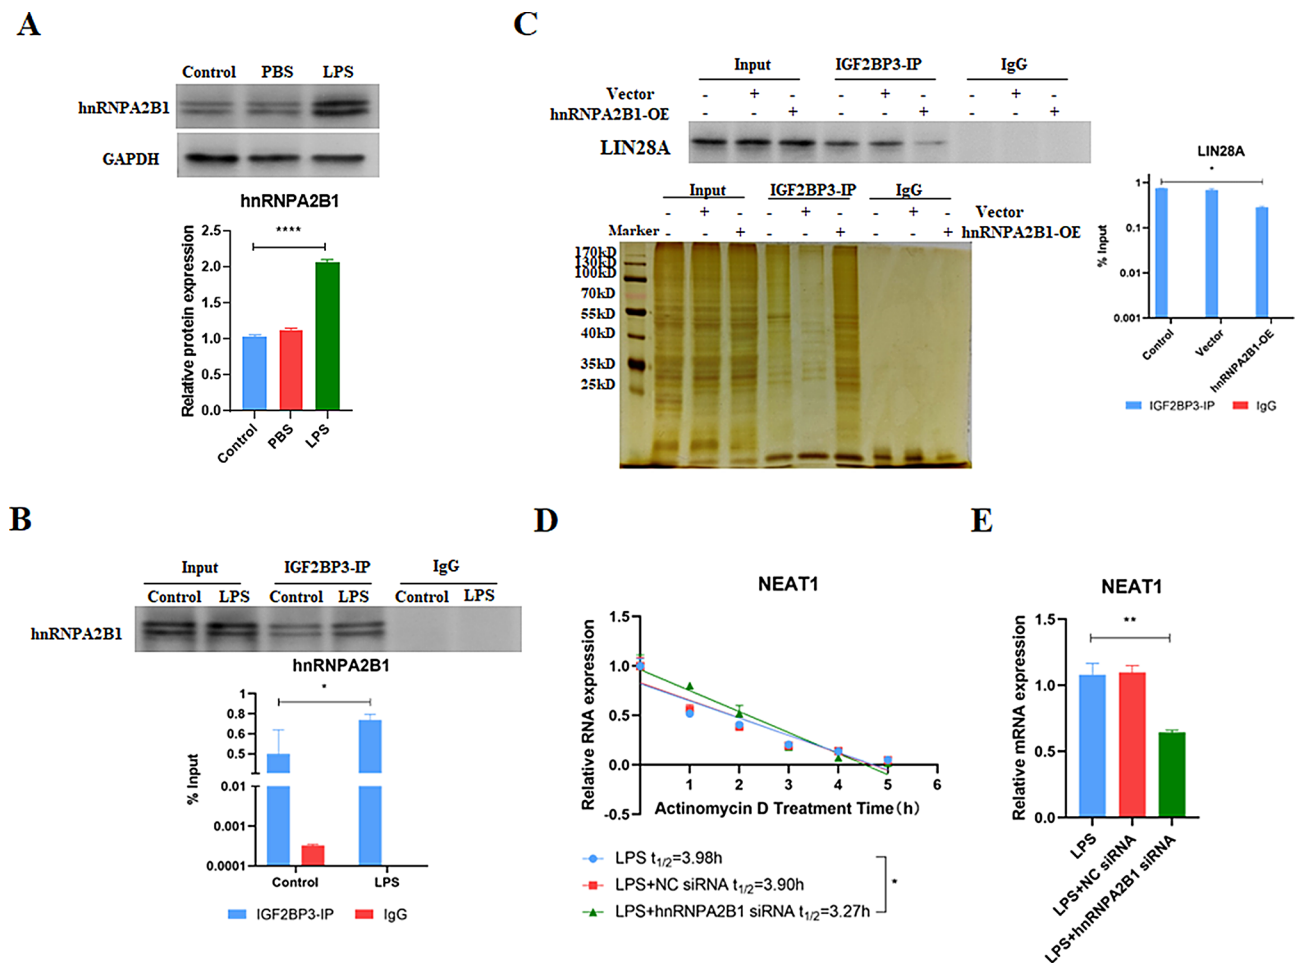 A
Control PBS LPS
hnRNPA2B1
GAPDH
hnRNPA2B1
Relative protein expression
2.5
2.0
1.5
1.0
0.5
0.0
****
Control PBS LPS
B
Input IGF2BP3-IP IgG
Control LPS Control LPS Control LPS
hnRNPA2B1
hnRNPA2B1
% Input
1
0.8
0.6
0.5
0.01
0.001
0.0001
*
Control LPS
IGF2BP3-IP IgG
C
Input IGF2BP3-IP IgG
Vector - + - + - +
hnRNPA2B1-OE - + - + - +
LIN28A
Input IGF2BP3-IP IgG
- + - + - + Vector
Marker - + - + - + hnRNPA2B1-OE
170kD
130kD
100kD
70kD
55kD
40kD
35kD
25kD
LIN28A
% Input
1
0.1
0.01
0.001
*
Control Vector hnRNPA2B1-OE
IGF2BP3-IP IgG
D
NEAT1
Relative RNA expression
1.5
1.0
0.5
0.0
-0.5
1 2 3 4 5 6
Actinomycin D Treatment Time(h)
LPS t1/2=3.98h
LPS+NC siRNA t1/2=3.90h
LPS+hnRNPA2B1 siRNA t1/2=3.27h
*
E
NEAT1
Relative mRNA expression
1.5
1.0
0.5
0.0
**
LPS
LPS+NC siRNA
LPS+hnRNPA2B1 siRNA